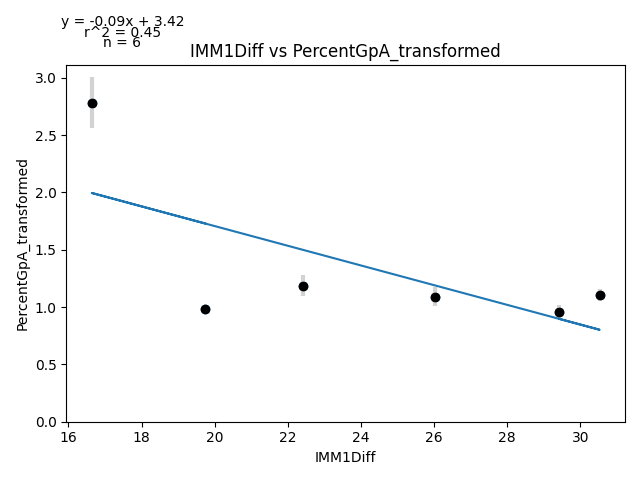 y = -0.09x + 3.42
r^2 = 0.45
n = 6
IMM1Diff vs PercentGpA_transformed
3.0
2.5
2.0
1.5
1.0
0.5
0.0
PercentGpA_transformed
16 18 20 22 24 26 28 30
IMM1Diff